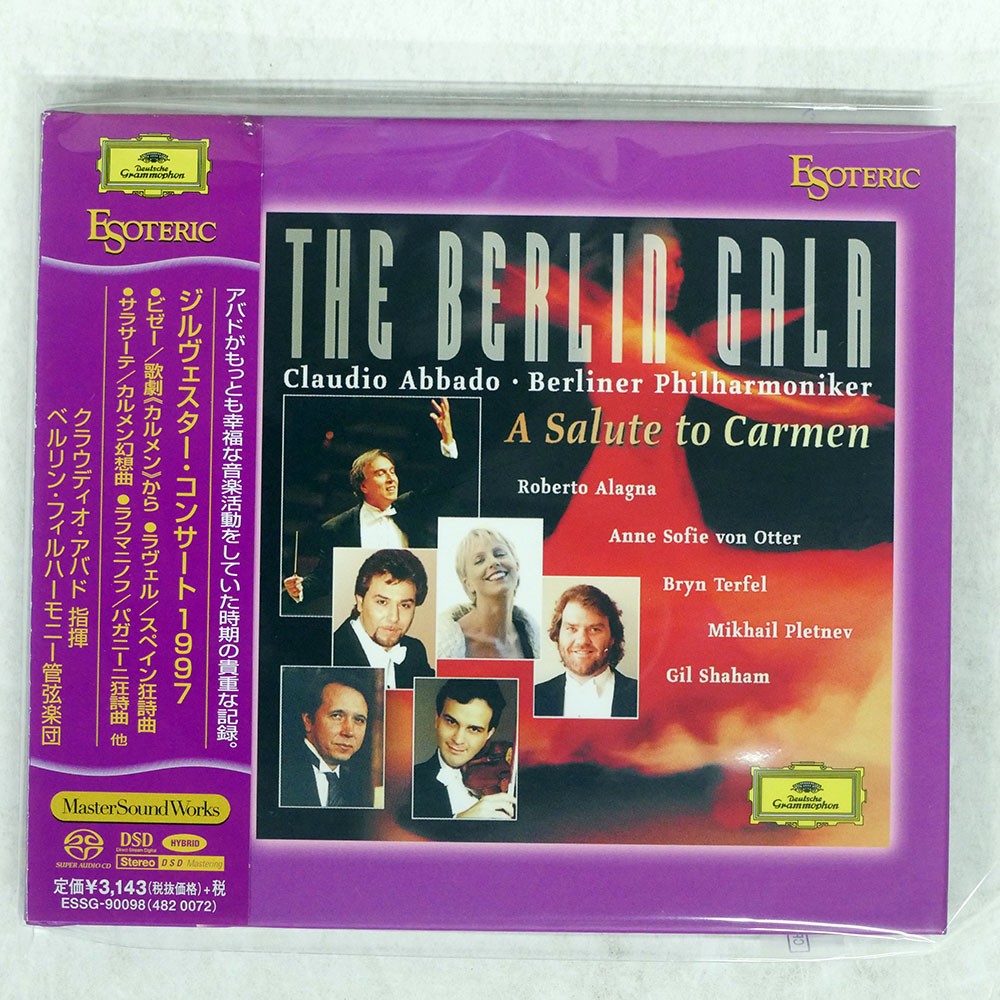 Deutsche
Grammophon
ESOTERIC
アバドがもっとも幸福な音楽活動をしていた時期の貴重な記録。
ジルヴェスター・コンサート1997
●ビゼー/歌劇《カルメン》から ●ラヴェル/スペイン狂詩曲
●サラサーテ/カルメン幻想曲 ●ラフマニノフ/パガニーニ狂詩曲 他
クラウディオ・アバド 指揮
ベルリン・フィルハーモニー管弦楽団
MasterSoundWorks
SUPER AUDIO CD
DSD
Direct Stream Digital
HYBRID
Stereo
DSD Mastering
定価¥3,143(税抜価格)+税
ESSG-90098(482 0072)
ESOTERIC
THE BERLIN GALA
Claudio Abbado · Berliner Philharmoniker
A Salute to Carmen
Roberto Alagna
Anne Sofie von Otter
Bryn Terfel
Mikhail Pletnev
Gil Shaham
Deutsche
Grammophon